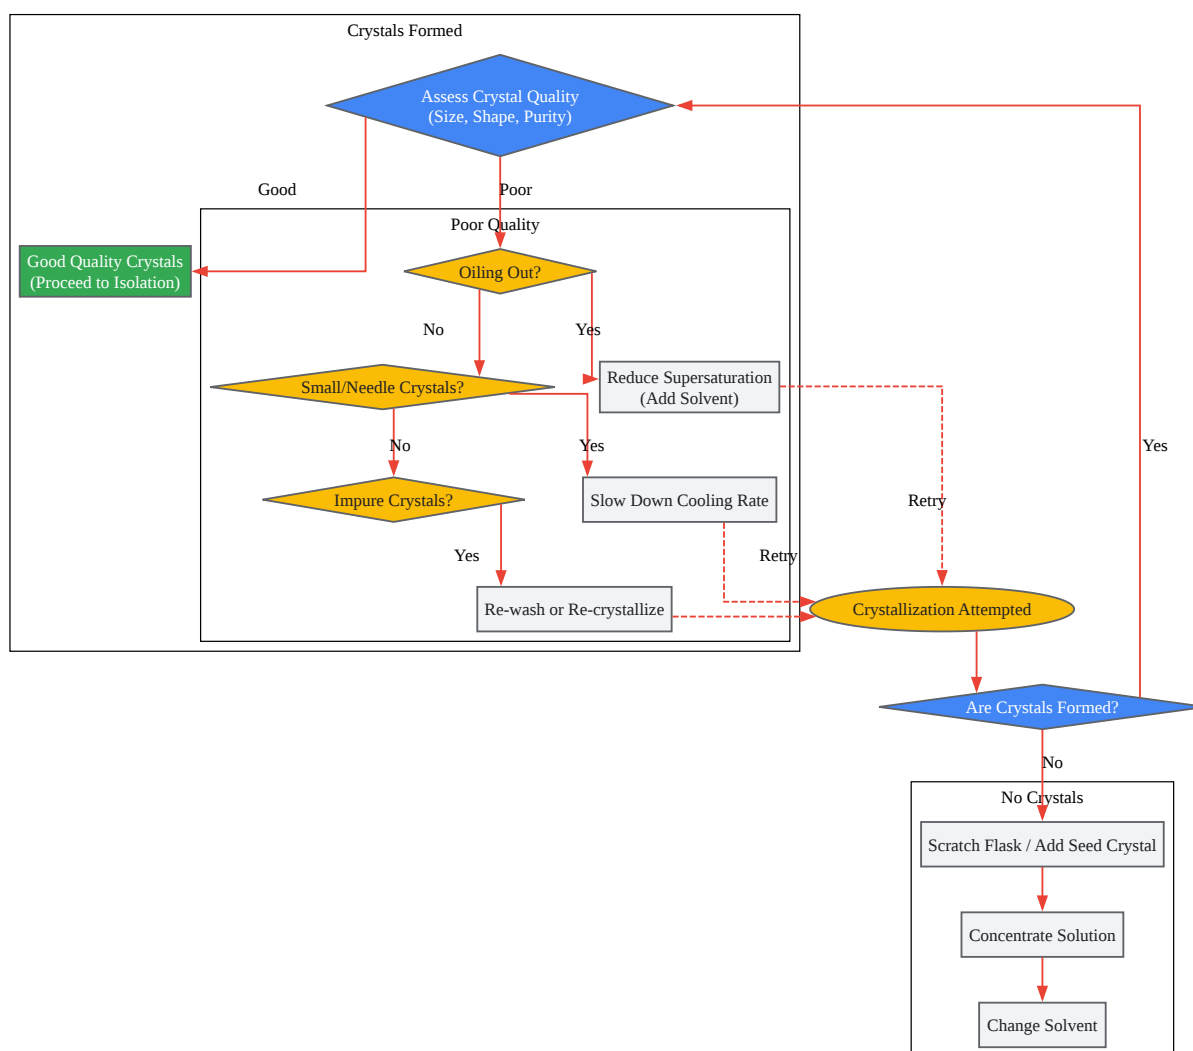 Crystals Formed
Assess Crystal Quality
(Size, Shape, Purity)
Good
Poor
Poor Quality
Good Quality Crystals
(Proceed to Isolation)
Oiling Out?
No
Yes
Small/Needle Crystals?
Reduce Supersaturation
(Add Solvent)
No
Yes
Yes
Impure Crystals?
Slow Down Cooling Rate
Retry
Yes
Retry
Re-wash or Re-crystallize
Crystallization Attempted
Are Crystals Formed?
No
No Crystals
Scratch Flask / Add Seed Crystal
Concentrate Solution
Change Solvent